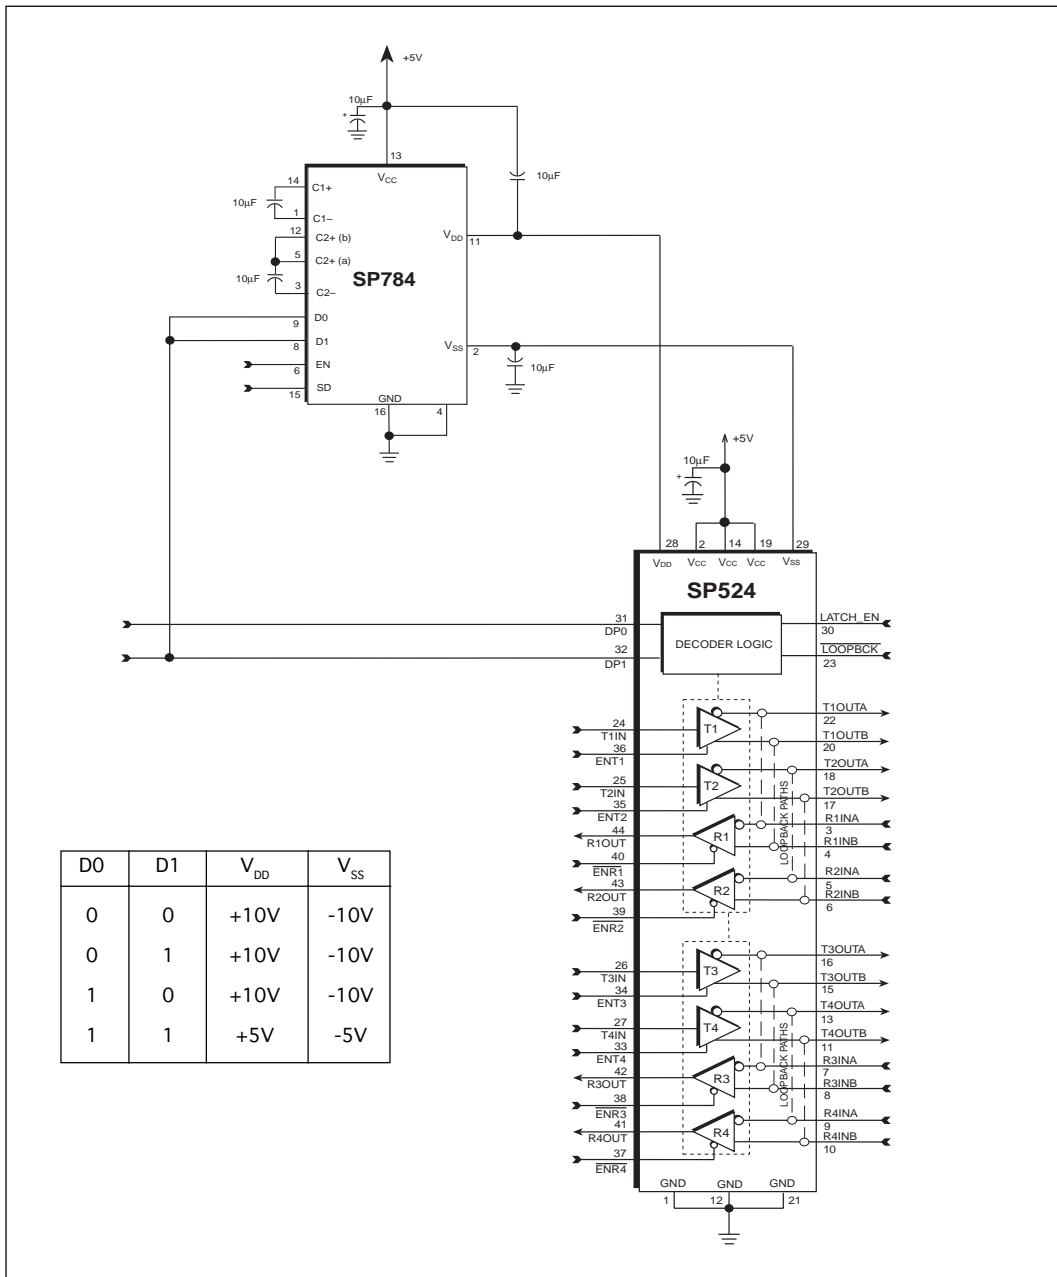 +5V
10µF
+
13
VCC
14 C1+
10µF
1 C1–
12 C2+ (b)
5 C2+ (a)
10µF
3 C2–
9 D0
8 D1
6 EN
15 SD
SP784
VDD 11
10µF
VSS 2
10µF
GND
16 4
+5V
10µF
+
28 2 14 19 29
VDD VCC VCC VCC VSS
SP524
31
DP0
32
DP1
DECODER LOGIC
LATCH_EN
30
LOOPBCK
23
24
T1IN
36
ENT1
T1
T1OUTA
22
T1OUTB
20
25
T2IN
35
ENT2
T2
T2OUTA
18
T2OUTB
17
44
R1OUT
40
ENR1
R1
R1INA
3
R1INB
4
43
R2OUT
39
ENR2
R2
R2INA
5
R2INB
6
LOOPBACK PATHS
26
T3IN
34
ENT3
T3
T3OUTA
16
T3OUTB
15
27
T4IN
33
ENT4
T4
T4OUTA
13
T4OUTB
11
42
R3OUT
38
ENR3
R3
R3INA
7
R3INB
8
41
R4OUT
37
ENR4
R4
R4INA
9
R4INB
10
LOOPBACK PATHS
GND GND GND
1 12 21
D0 D1 VDD VSS
0 0 +10V -10V
0 1 +10V -10V
1 0 +10V -10V
1 1 +5V -5V